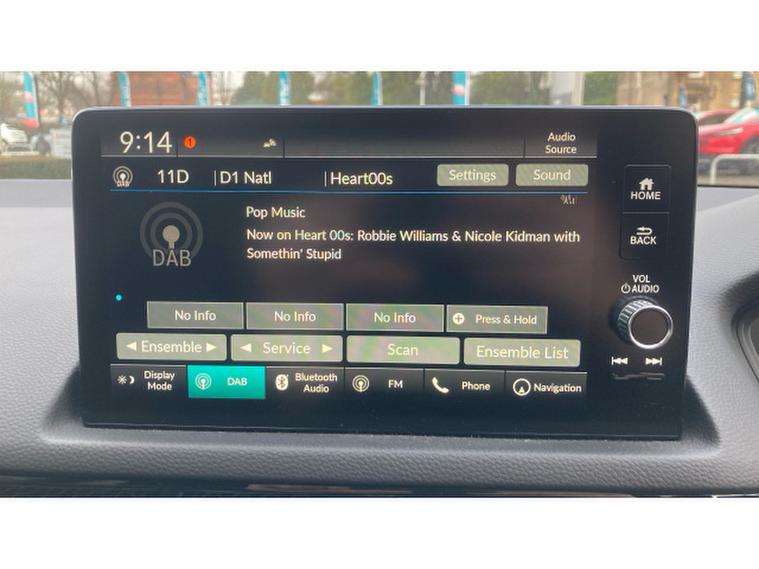 9:14
1
Audio
Source
DAB
11D
D1 Natl
Heart00s
Settings
Sound
HOME
Pop Music
Now on Heart 00s: Robbie Williams & Nicole Kidman with
Somethin' Stupid
DAB
BACK
VOL
AUDIO
No Info
No Info
No Info
Press & Hold
Ensemble
Service
Scan
Ensemble List
Display
Mode
DAB
Bluetooth
Audio
FM
Phone
Navigation